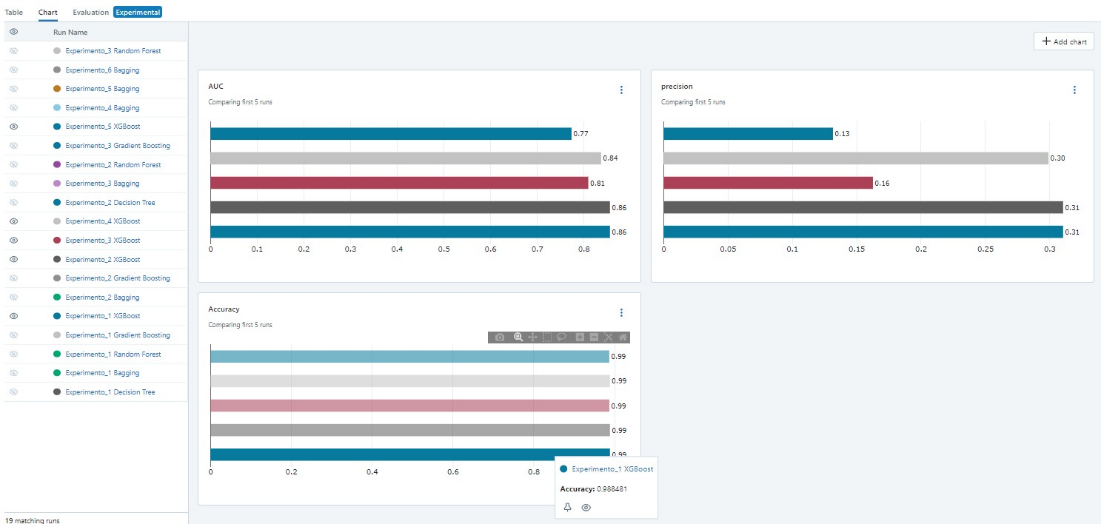 Table Chart Evaluation Experimental
Run Name
Experimento_3 Random Forest
Experimento_6 Bagging
Experimento_5 Bagging
Experimento_4 Bagging
Experimento_5 XGBoost
Experimento_3 Gradient Boosting
Experimento_2 Random Forest
Experimento_3 Bagging
Experimento_2 Decision Tree
Experimento_4 XGBoost
Experimento_3 XGBoost
Experimento_2 XGBoost
Experimento_2 Gradient Boosting
Experimento_2 Bagging
Experimento_1 XGBoost
Experimento_1 Gradient Boosting
Experimento_1 Random Forest
Experimento_1 Bagging
Experimento_1 Decision Tree
19 matching runs
+ Add chart
AUC
Comparing first 5 runs
0.77
0.84
0.81
0.86
0.86
0 0.1 0.2 0.3 0.4 0.5 0.6 0.7 0.8
precision
Comparing first 5 runs
0.13
0.30
0.16
0.31
0.31
0 0.05 0.1 0.15 0.2 0.25 0.3
Accuracy
Comparing first 5 runs
0.99
0.99
0.99
0.99
0.99
0 0.2 0.4 0.6 0.8
Experimento_1 XGBoost
Accuracy: 0.988481